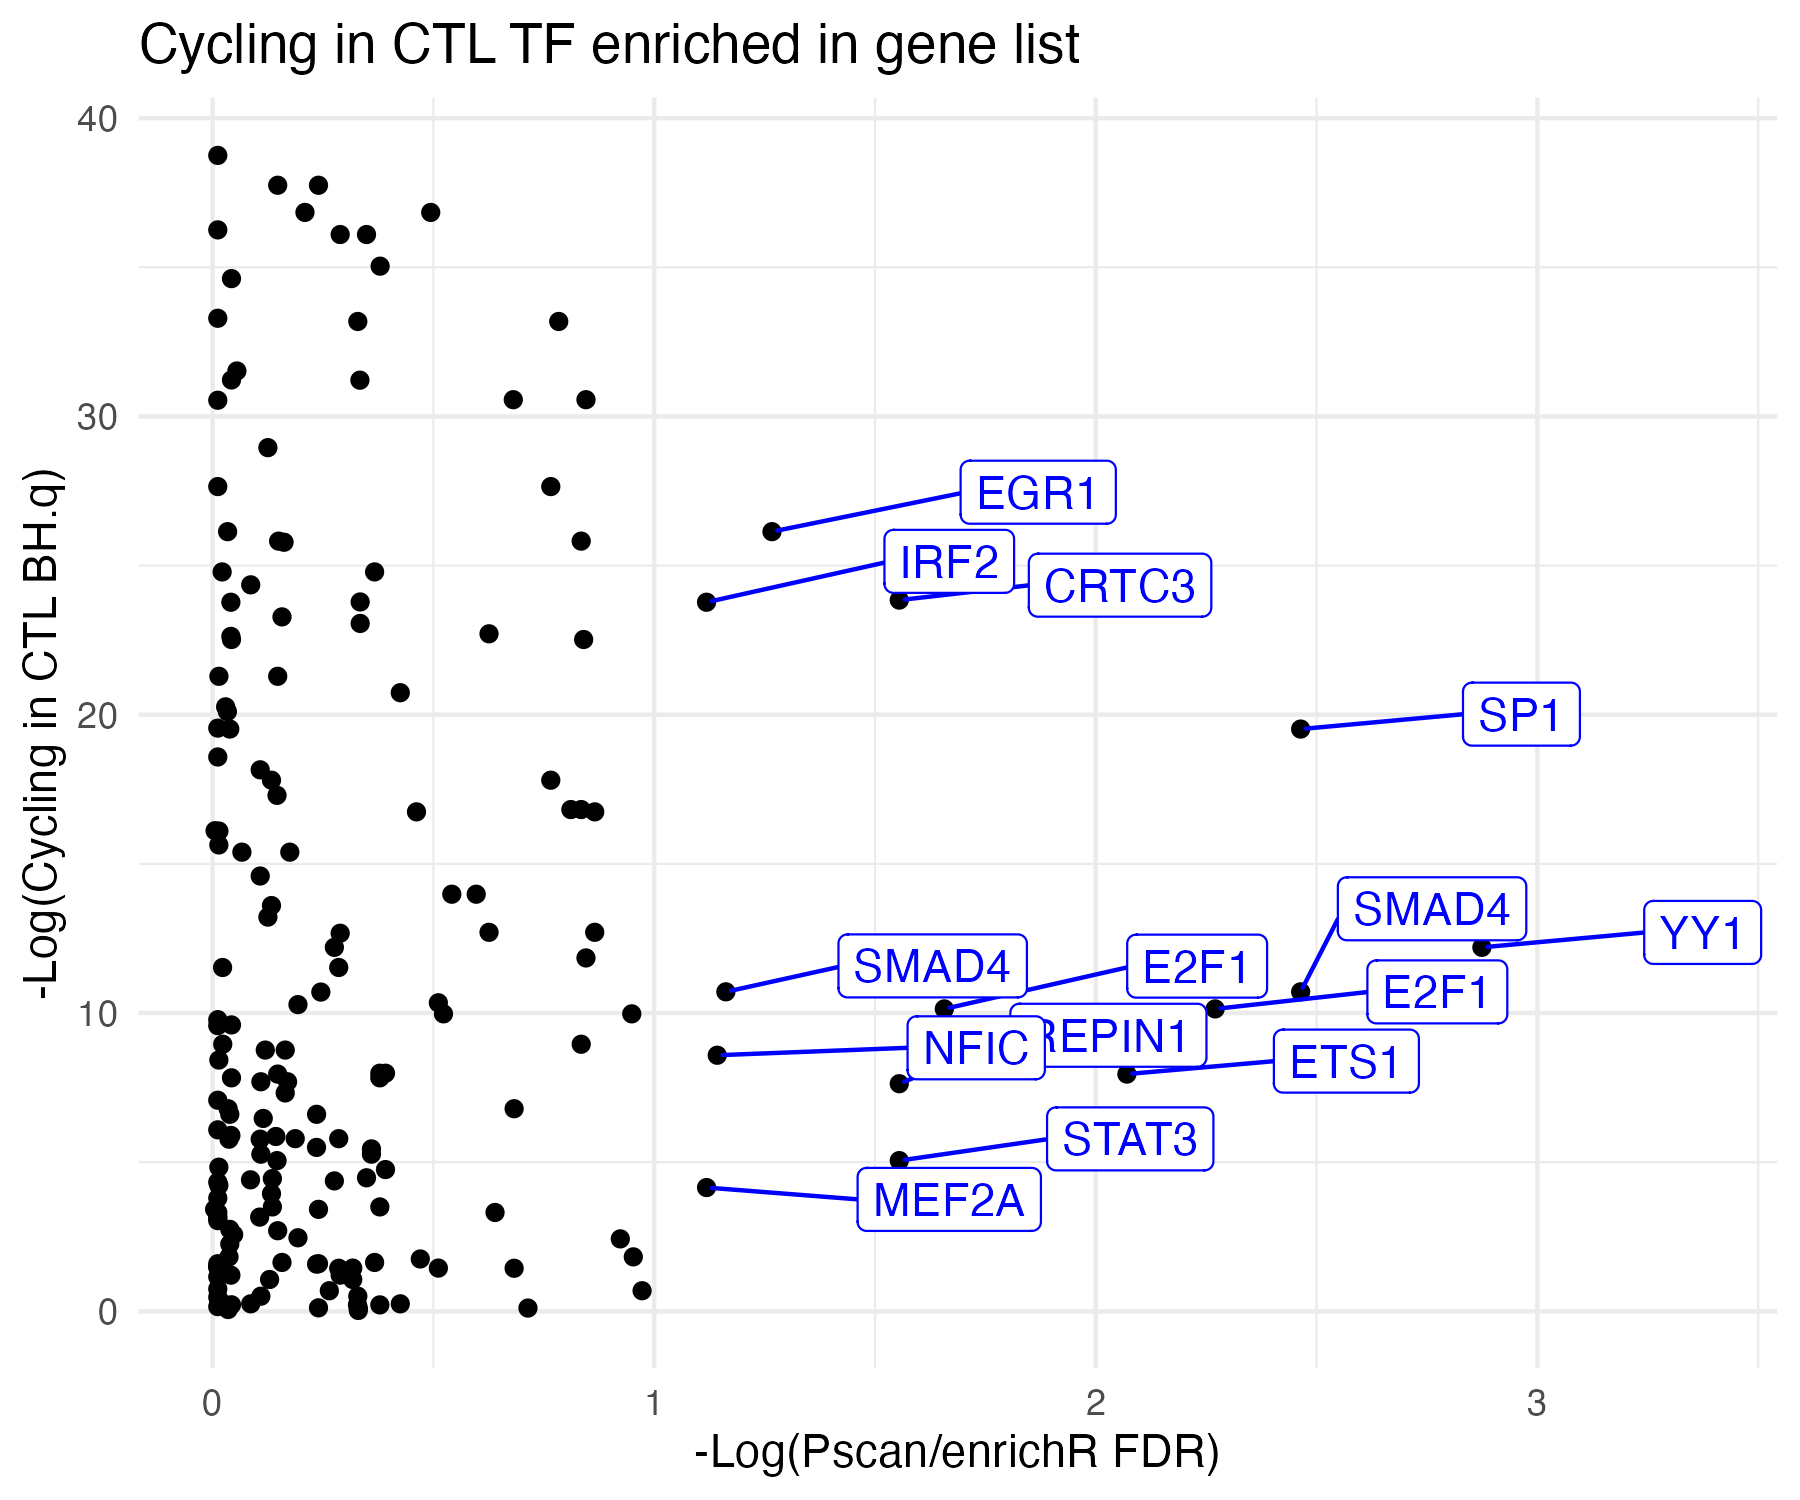 Cycling in CTL TF enriched in gene list
-Log(Cycling in CTL BH.q)
40
30
20
10
0
EGR1
IRF2
CRTC3
SP1
SMAD4
YY1
SMAD4
E2F1
E2F1
REPIN1
NFIC
ETS1
STAT3
MEF2A
0
1
2
3
-Log(Pscan/enrichR FDR)